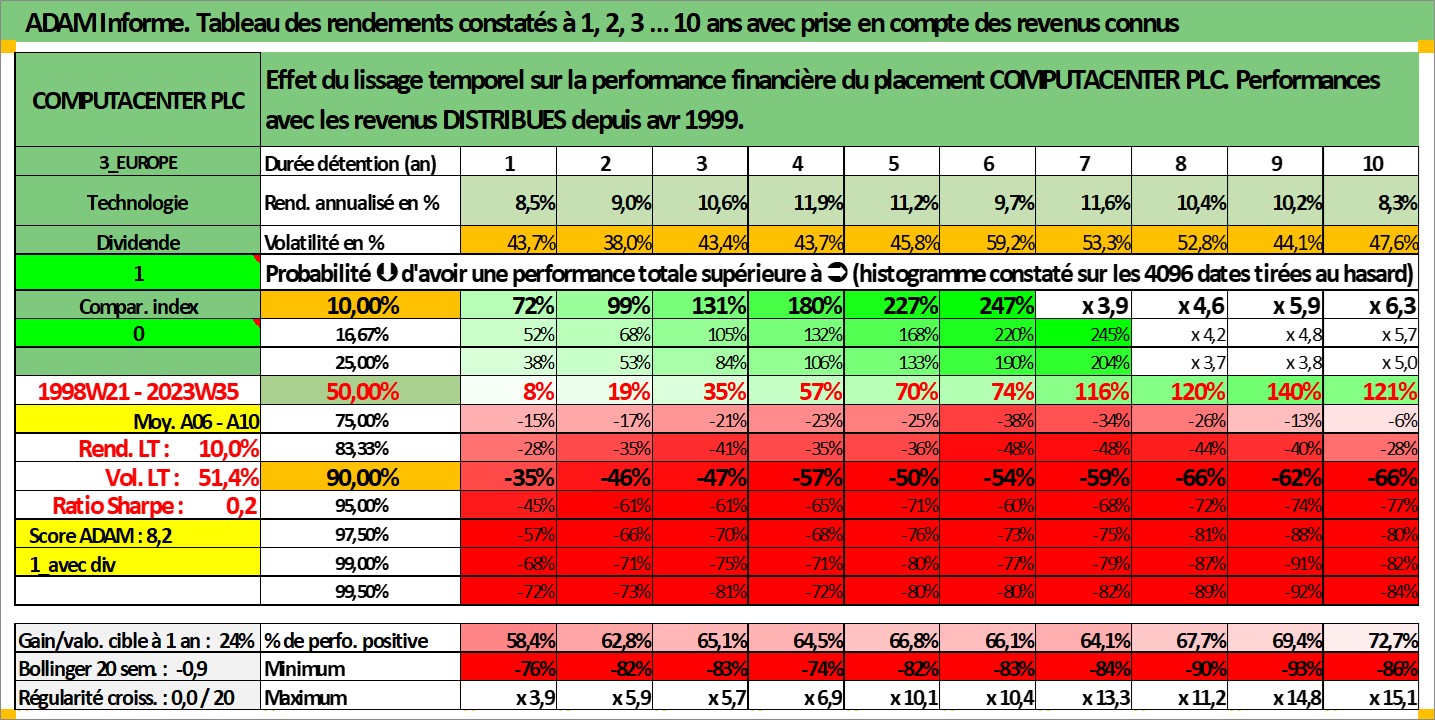 ADAM Informe. Tableau des rendements constatés à 1, 2, 3 ... 10 ans avec prise en compte des revenus connus
COMPUTACENTER PLC
Effet du lissage temporel sur la performance financière du placement COMPUTACENTER PLC. Performances
avec les revenus DISTRIBUES depuis avr 1999.
3_EUROPE Durée détention (an) 1 2 3 4 5 6 7 8 9 10
Technologie Rend. annualisé en % 8,5% 9,0% 10,6% 11,9% 11,2% 9,7% 11,6% 10,4% 10,2% 8,3%
Dividende Volatilité en % 43,7% 38,0% 43,4% 43,7% 45,8% 59,2% 53,3% 52,8% 44,1% 47,6%
1 Probabilité ⮋ d'avoir une performance totale supérieure à ⮊ (histogramme constaté sur les 4096 dates tirées au hasard)
Compar. index 10,00% 72% 99% 131% 180% 227% 247% x 3,9 x 4,6 x 5,9 x 6,3
0 16,67% 52% 68% 105% 132% 168% 220% 245% x 4,2 x 4,8 x 5,7
25,00% 38% 53% 84% 106% 133% 190% 204% x 3,7 x 3,8 x 5,0
1998W21 - 2023W35 50,00% 8% 19% 35% 57% 70% 74% 116% 120% 140% 121%
Moy. A06 - A10 75,00% -15% -17% -21% -23% -25% -38% -34% -26% -13% -6%
Rend. LT : 10,0% 83,33% -28% -35% -41% -35% -36% -48% -48% -44% -40% -28%
Vol. LT : 51,4% 90,00% -35% -46% -47% -57% -50% -54% -59% -66% -62% -66%
Ratio Sharpe : 0,2 95,00% -45% -61% -61% -65% -71% -60% -68% -72% -74% -77%
Score ADAM : 8,2 97,50% -57% -66% -70% -68% -76% -73% -75% -81% -88% -80%
1_avec div 99,00% -68% -71% -75% -71% -80% -77% -79% -87% -91% -82%
99,50% -72% -73% -81% -72% -80% -80% -82% -89% -92% -84%
Gain/valo. cible à 1 an : 24% % de perfo. positive 58,4% 62,8% 65,1% 64,5% 66,8% 66,1% 64,1% 67,7% 69,4% 72,7%
Bollinger 20 sem. : -0,9 Minimum -76% -82% -83% -74% -82% -83% -84% -90% -93% -86%
Régularité croiss. : 0,0 / 20 Maximum x 3,9 x 5,9 x 5,7 x 6,9 x 10,1 x 10,4 x 13,3 x 11,2 x 14,8 x 15,1